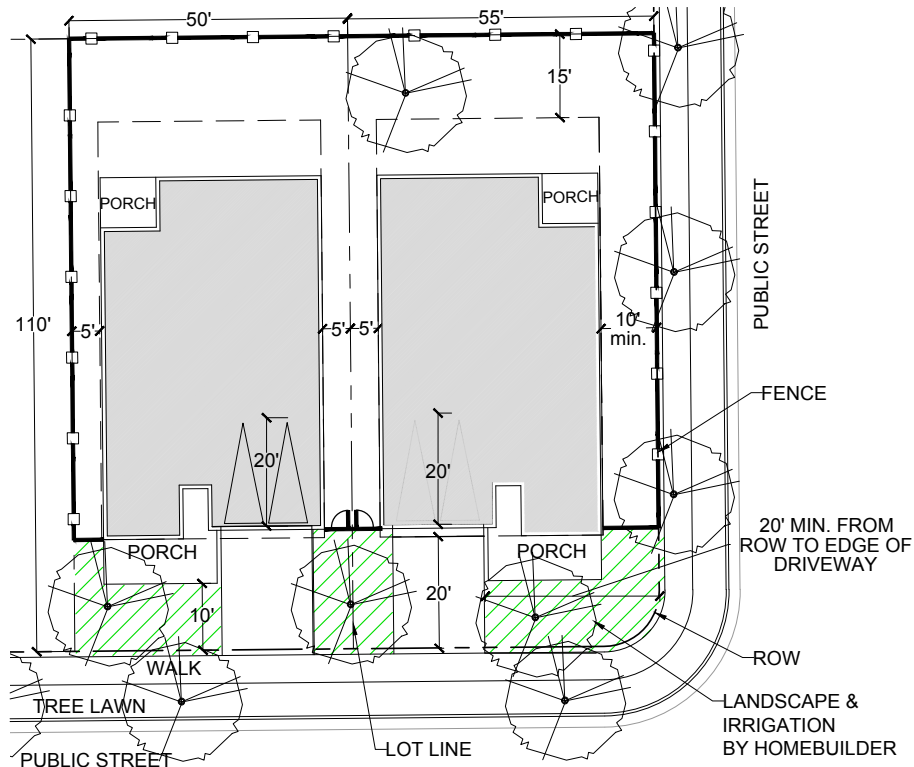 50'
55'
15'
PORCH
PORCH
PUBLIC STREET
110'
5'
5'
5'
10'
min.
FENCE
20'
20'
20' MIN. FROM
ROW TO EDGE OF
DRIVEWAY
PORCH
PORCH
10'
20'
WALK
ROW
TREE LAWN
LANDSCAPE &
IRRIGATION
BY HOMEBUILDER
LOT LINE
PUBLIC STREET